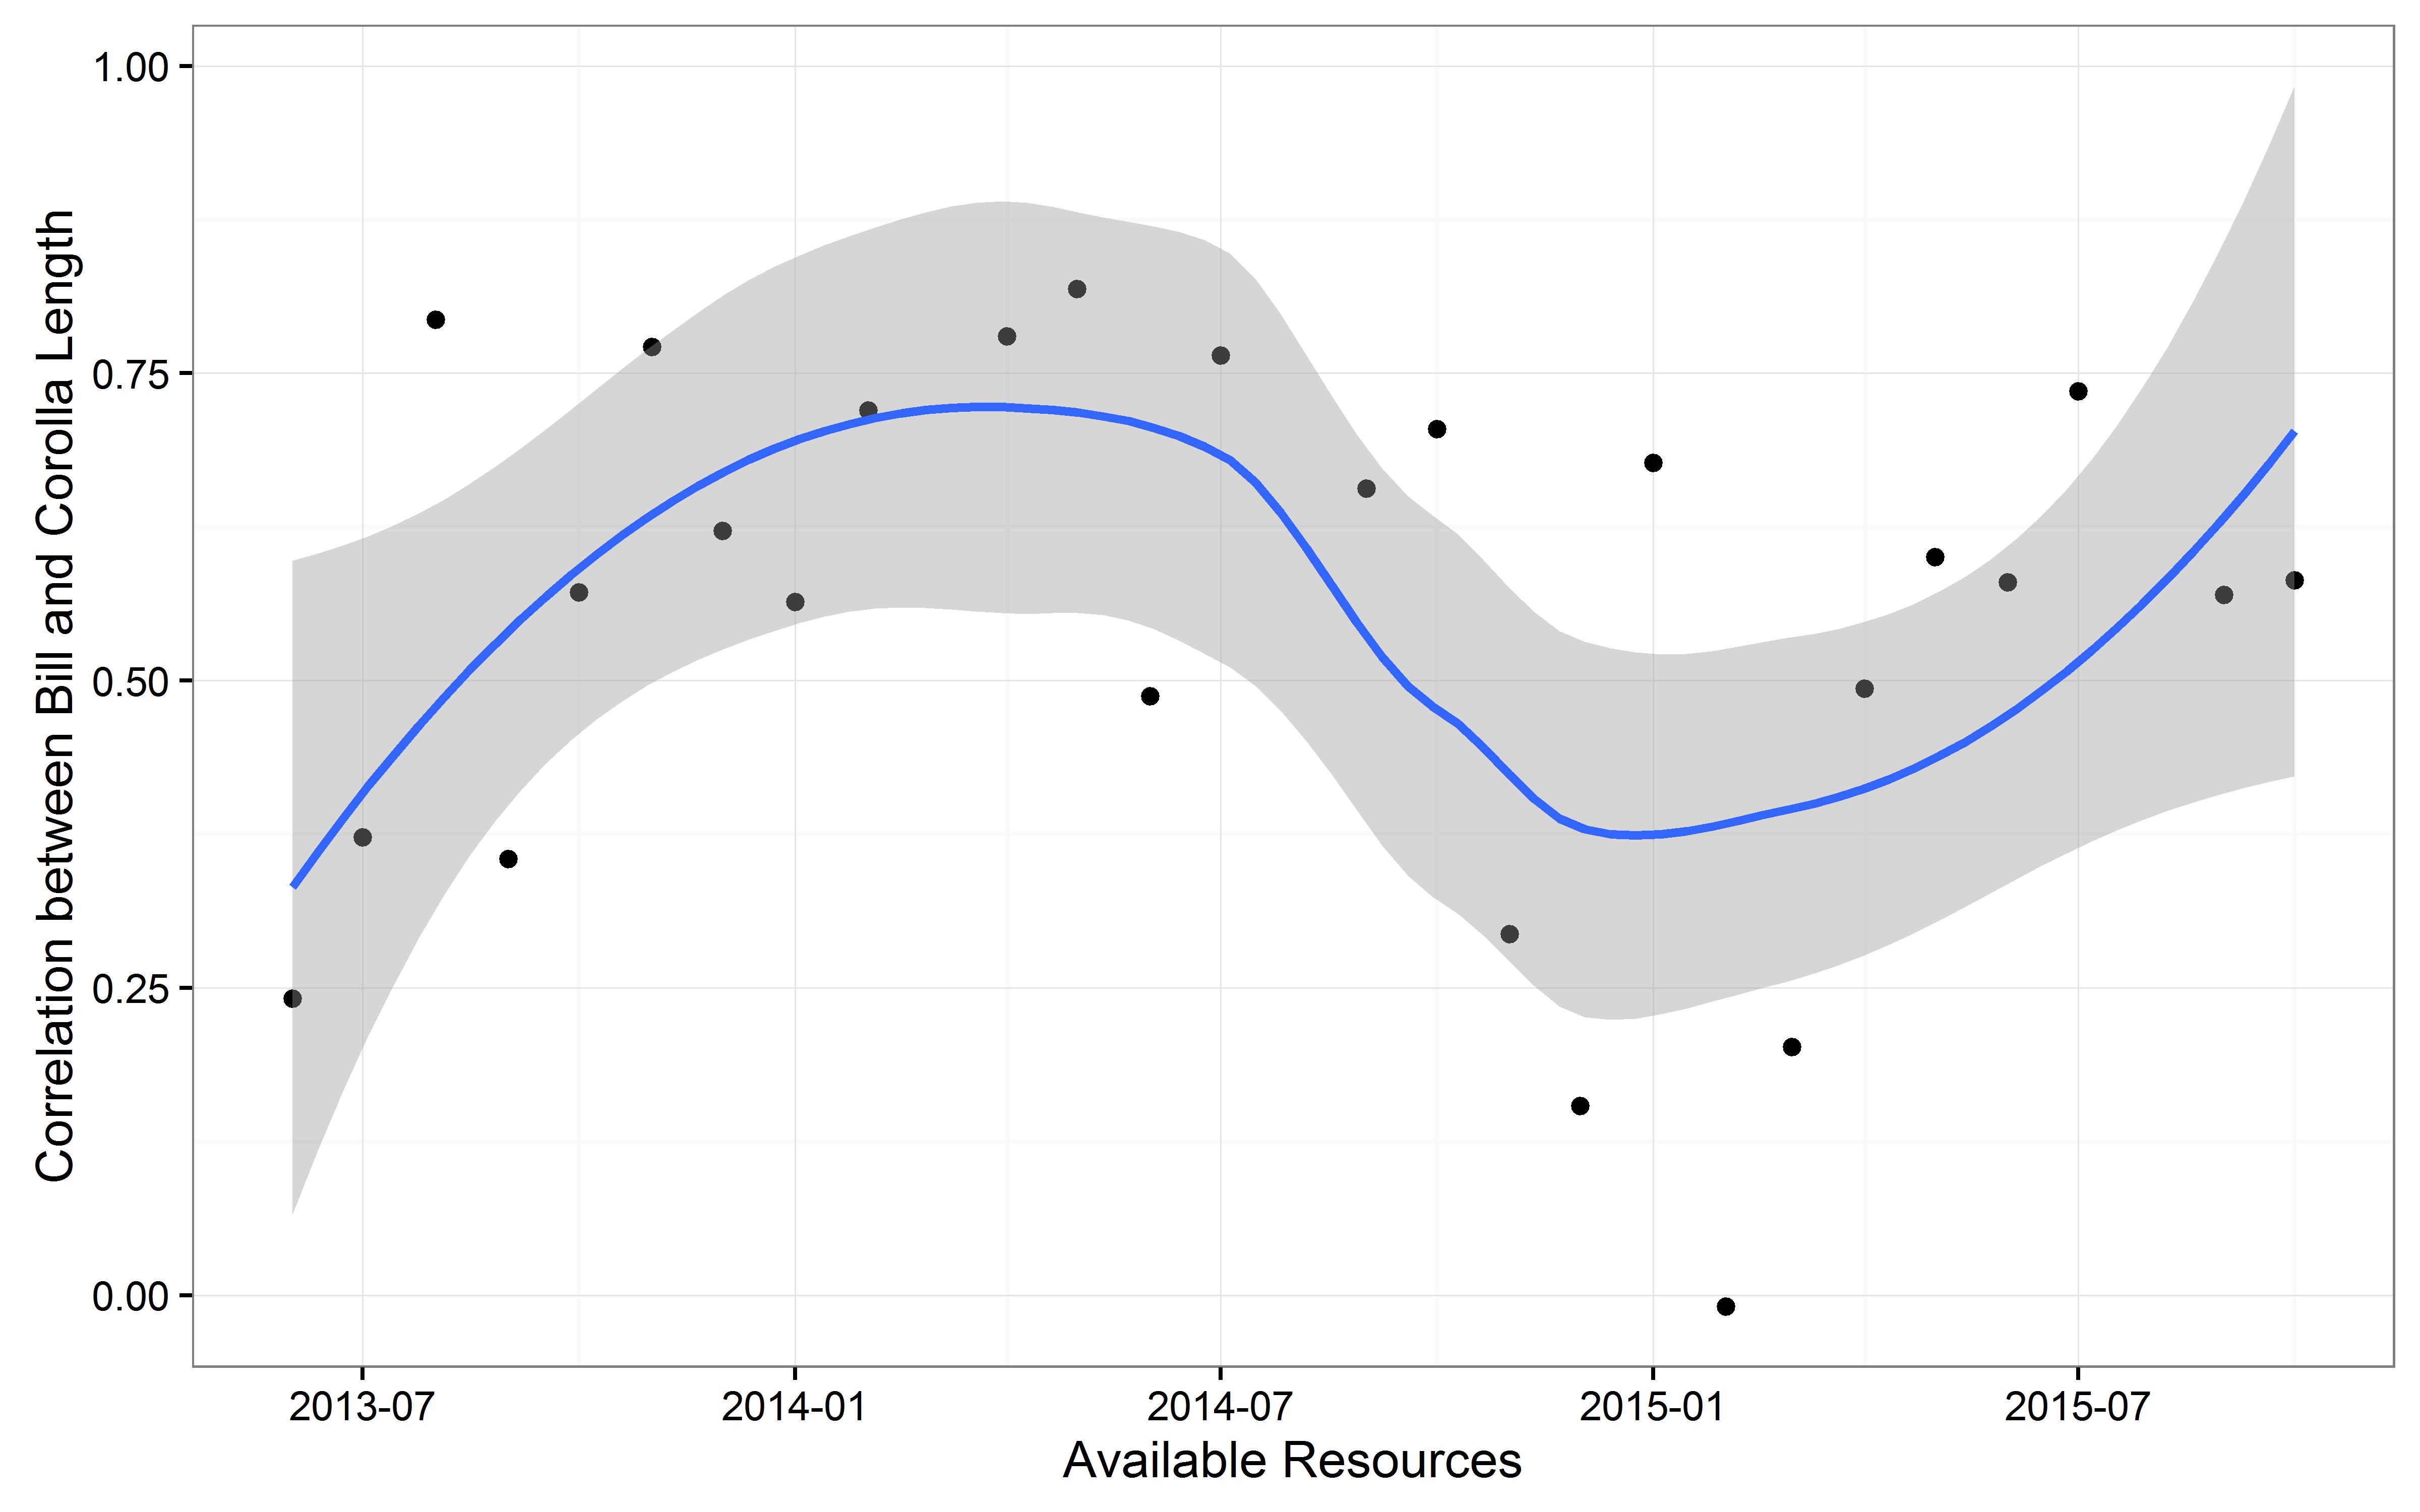 Correlation between Bill and Corolla Length
1.00
0.75
0.50
0.25
0.00
2013-07 2014-01 2014-07 2015-01 2015-07
Available Resources